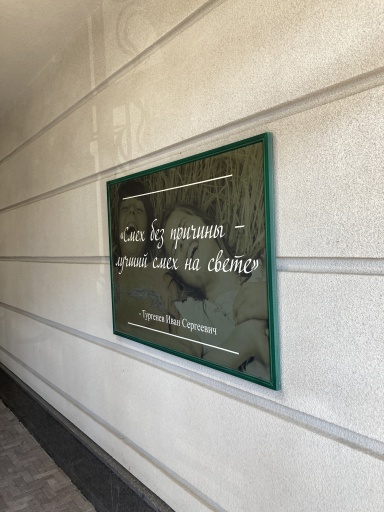 «Смех без причины –
лучший смех на свете»
- Тургенев Иван Сергеевич